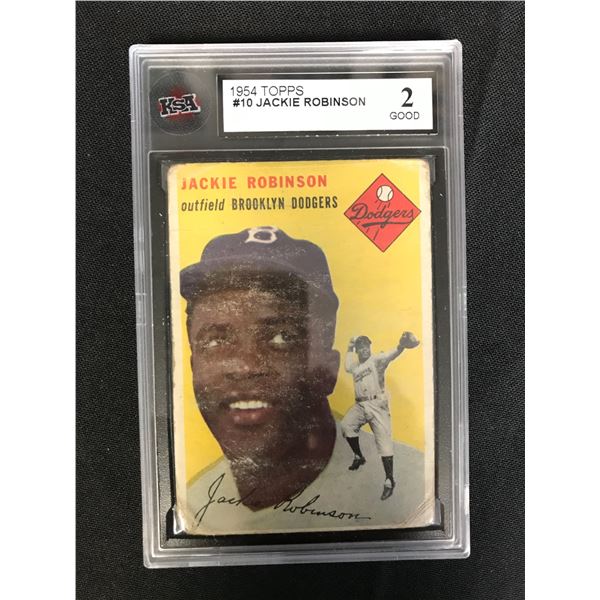 KSA
1954 TOPPS
#10 JACKIE ROBINSON
2
GOOD
JACKIE ROBINSON
outfield BROOKLYN DODGERS
Dodgers
B
Jackie Robinson